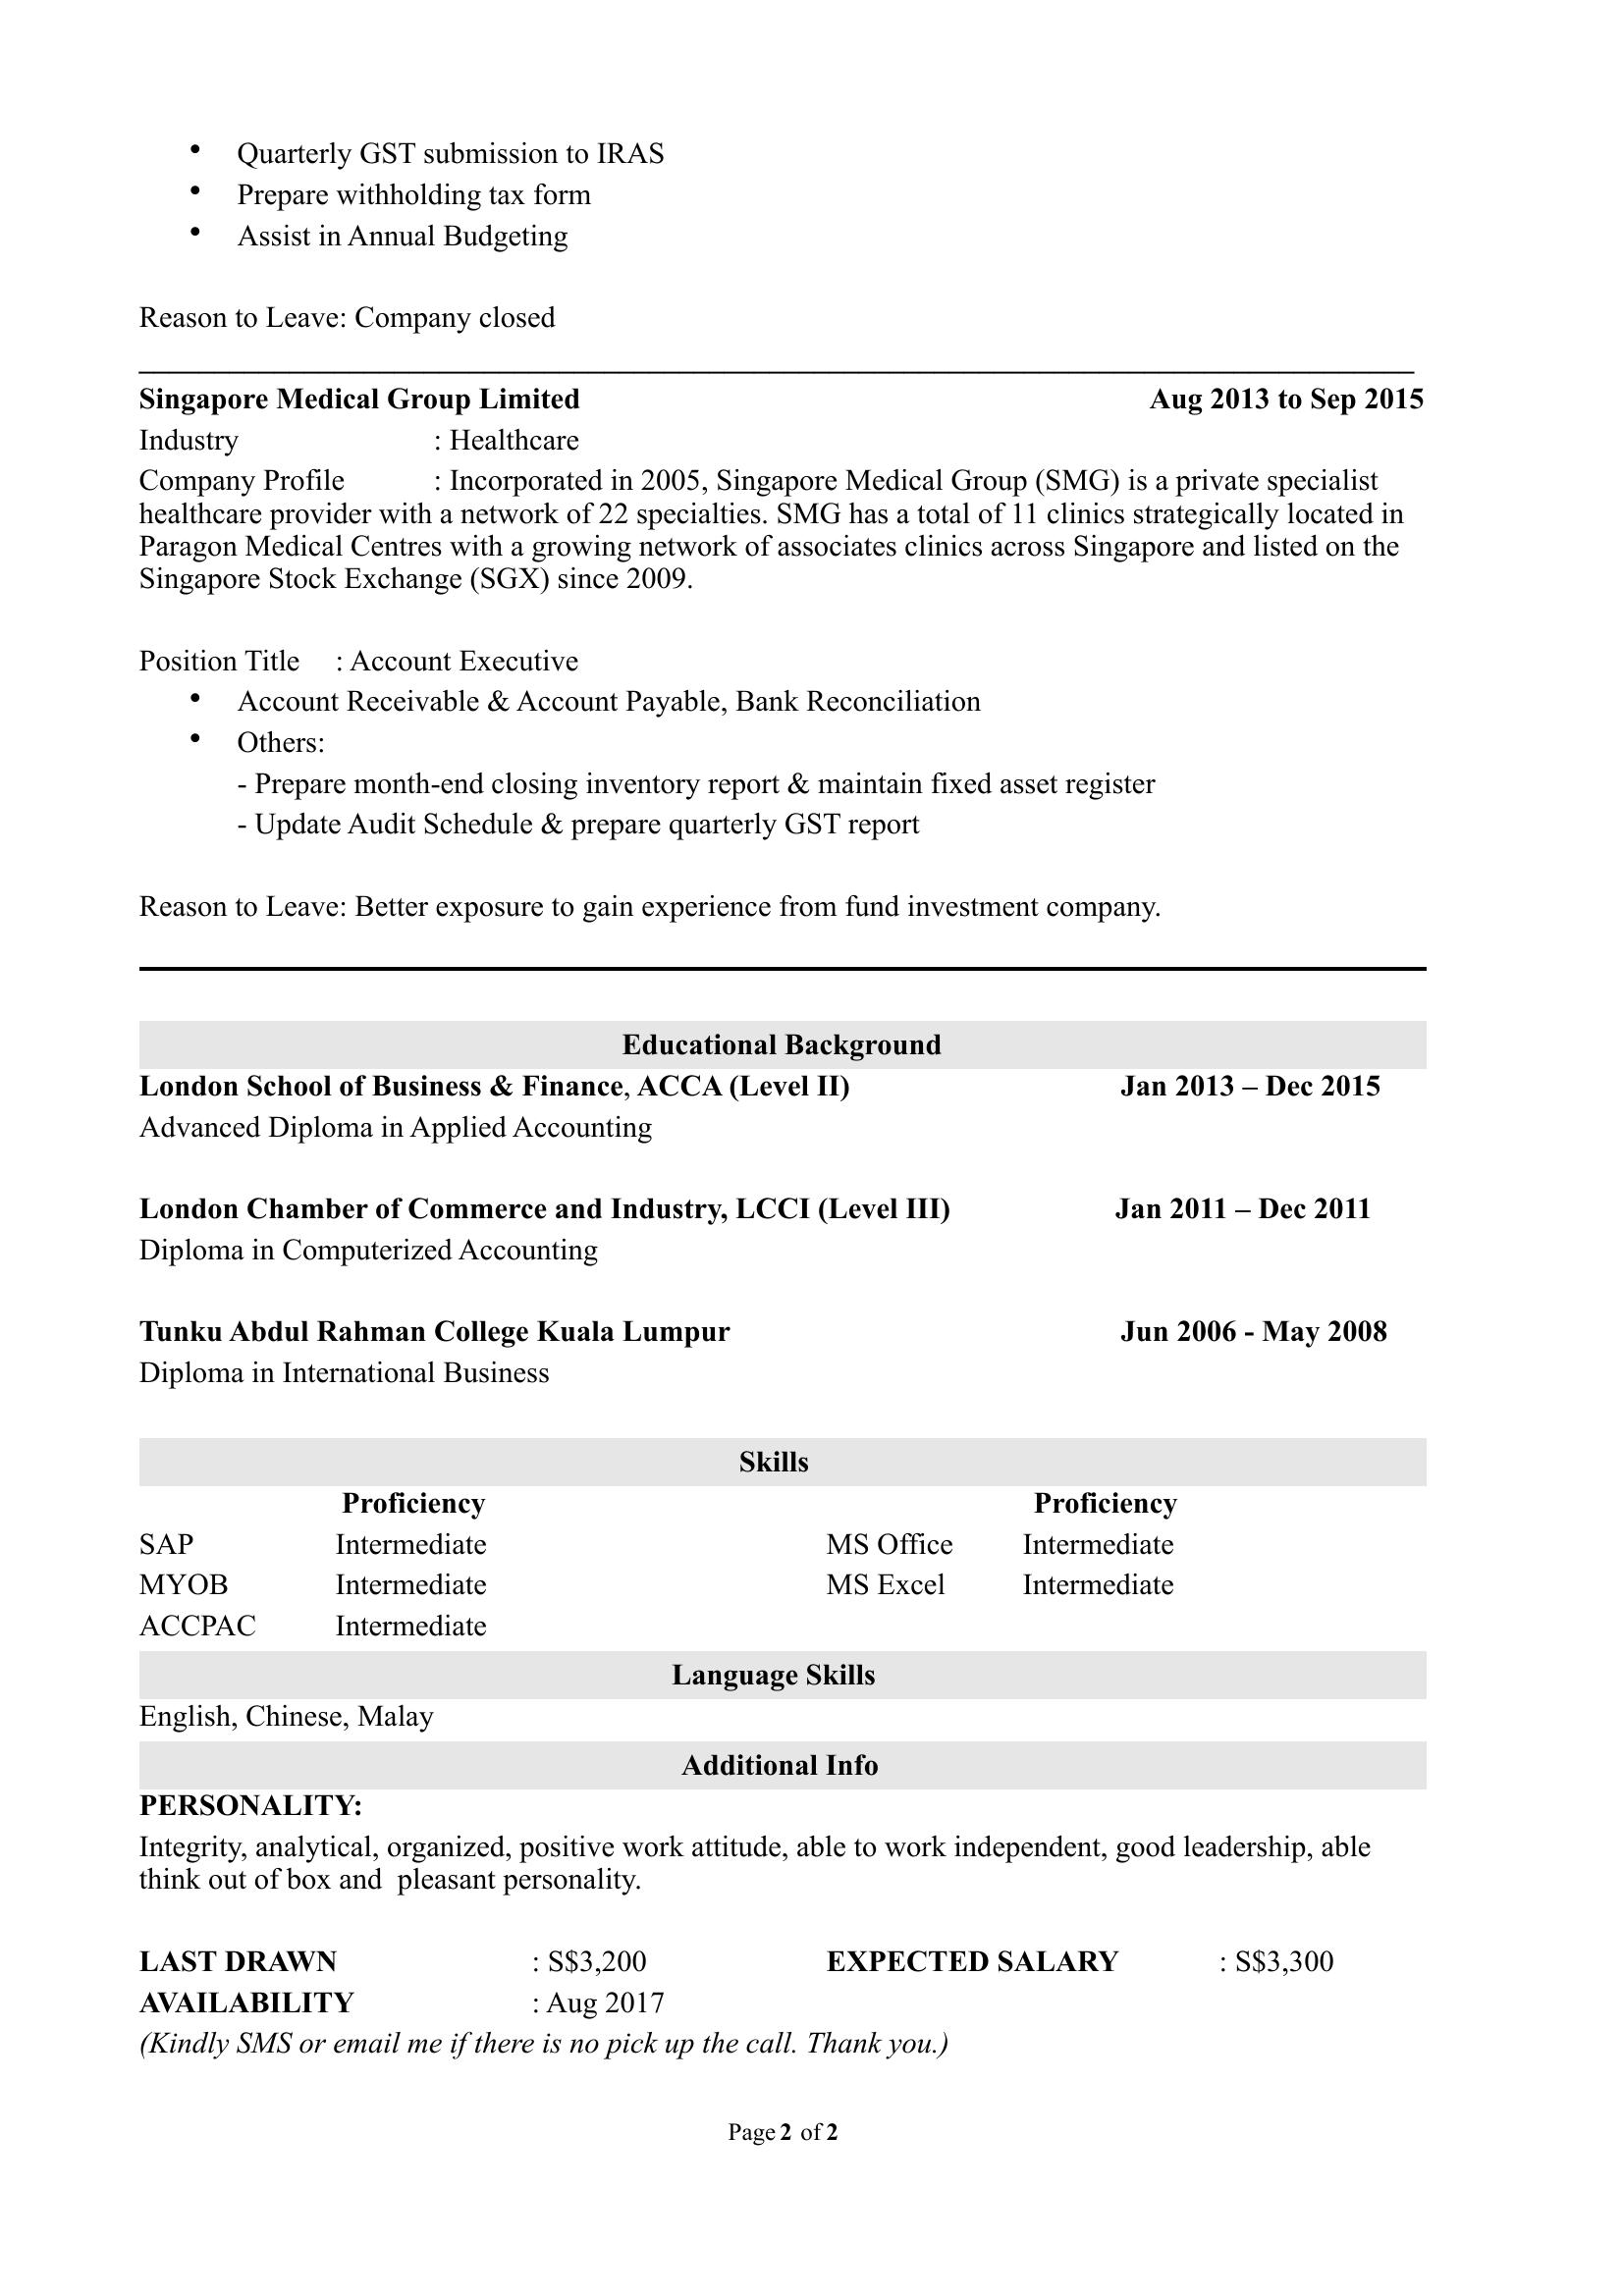 • Quarterly GST submission to IRAS
• Prepare withholding tax form
• Assist in Annual Budgeting
Reason to Leave: Company closed
Singapore Medical Group Limited Aug 2013 to Sep 2015
Industry : Healthcare
Company Profile : Incorporated in 2005, Singapore Medical Group (SMG) is a private specialist
healthcare provider with a network of 22 specialties. SMG has a total of 11 clinics strategically located in
Paragon Medical Centres with a growing network of associates clinics across Singapore and listed on the
Singapore Stock Exchange (SGX) since 2009.
Position Title : Account Executive
• Account Receivable & Account Payable, Bank Reconciliation
• Others:
- Prepare month-end closing inventory report & maintain fixed asset register
- Update Audit Schedule & prepare quarterly GST report
Reason to Leave: Better exposure to gain experience from fund investment company.
Educational Background
London School of Business & Finance, ACCA (Level II) Jan 2013 – Dec 2015
Advanced Diploma in Applied Accounting
London Chamber of Commerce and Industry, LCCI (Level III) Jan 2011 – Dec 2011
Diploma in Computerized Accounting
Tunku Abdul Rahman College Kuala Lumpur Jun 2006 - May 2008
Diploma in International Business
Skills
Proficiency Proficiency
SAP Intermediate MS Office Intermediate
MYOB Intermediate MS Excel Intermediate
ACCPAC Intermediate
Language Skills
English, Chinese, Malay
Additional Info
PERSONALITY:
Integrity, analytical, organized, positive work attitude, able to work independent, good leadership, able
think out of box and  pleasant personality.
LAST DRAWN : S$3,200 EXPECTED SALARY : S$3,300
AVAILABILITY : Aug 2017
(Kindly SMS or email me if there is no pick up the call. Thank you.)
Page 2 of 2